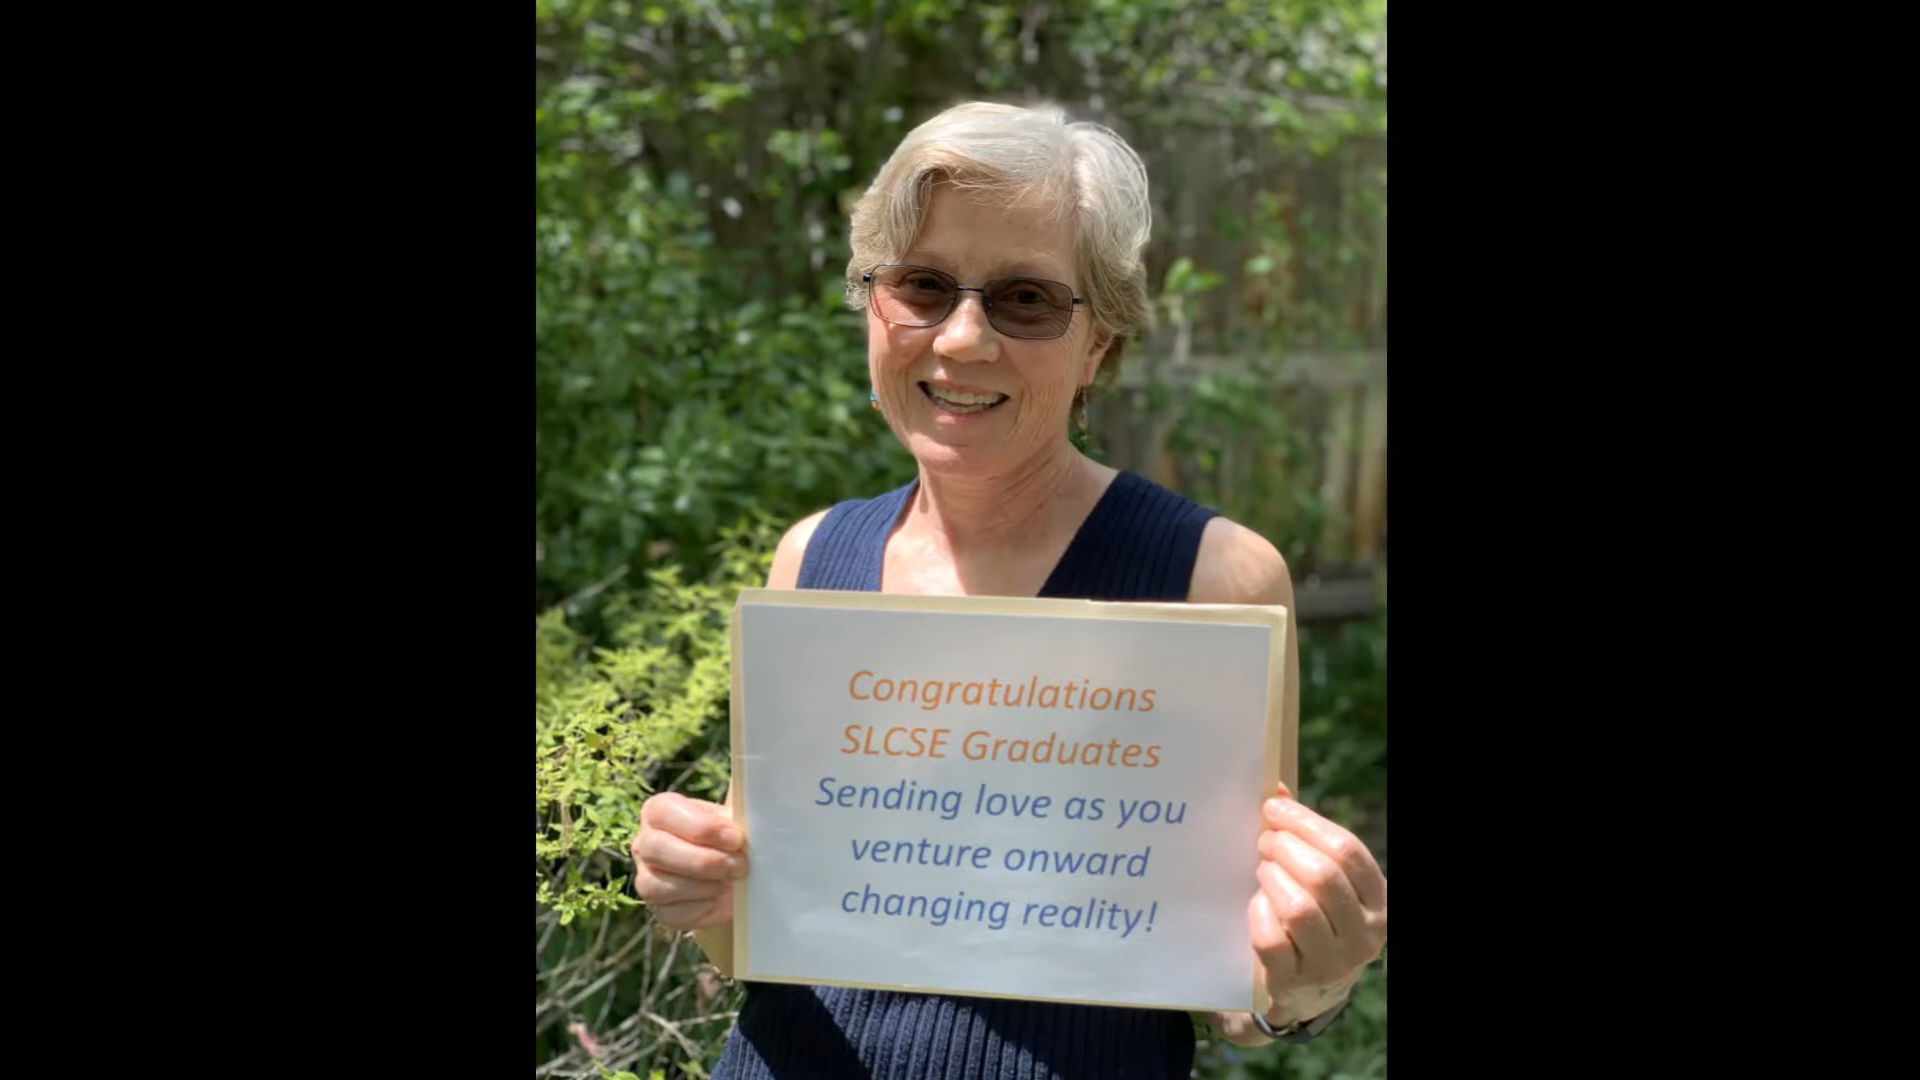 Congratulations
SLCSE Graduates
Sending love as you
venture onward
changing reality!